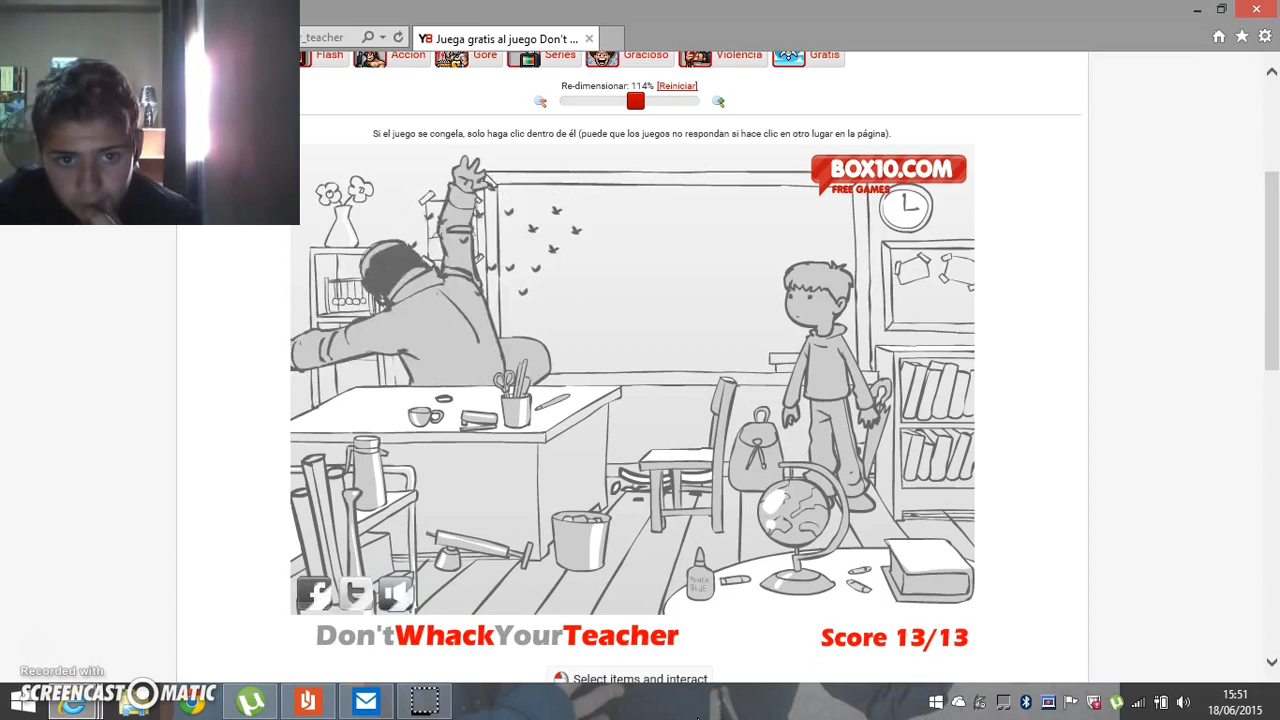 r_teacher
Juega gratis al juego Don't ...
Flash Acción Gore Series Gracioso Violencia Gratis
Re-dimensionar: 114% [Reiniciar]
Si el juego se congela, solo haga clic dentro de él (puede que los juegos no respondan si hace clic en otro lugar en la página).
BOX10.COM
FREE GAMES
Don't Whack Your Teacher
Score 13/13
Select items and interact
Recorded with
SCREENCAST-O-MATIC
15:51
18/06/2015